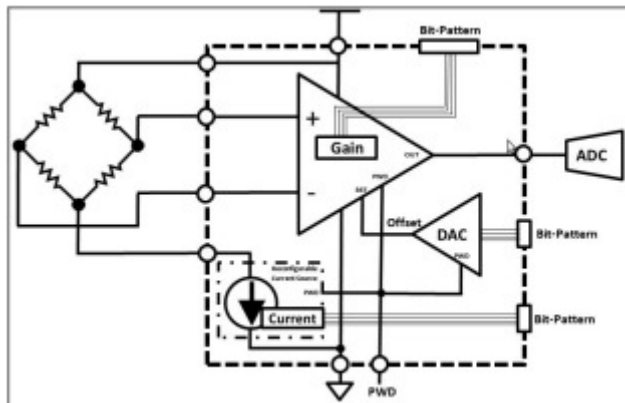 Bit-Pattern
+
Gain
OUT
ADC
PWD
-
REF
Offset
DAC
Bit-Pattern
PWD
Reconfigurable
Current Source
PWD
Current
Bit-Pattern
PWD